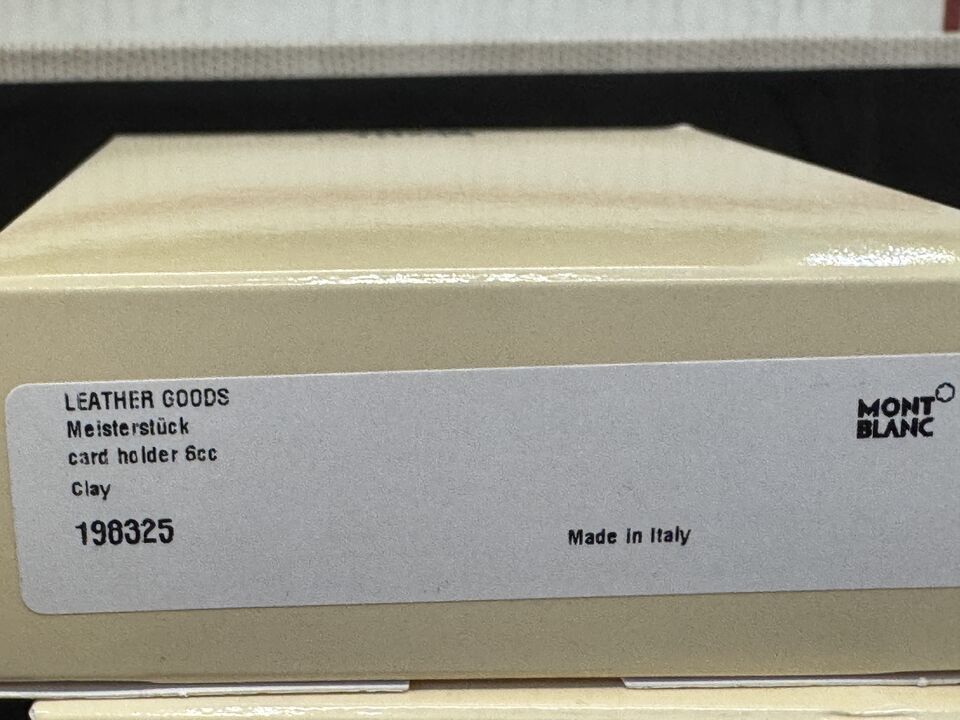 LEATHER GOODS
Meisterstück
card holder 6cc
Clay
198325
Made in Italy
MONT
BLANC